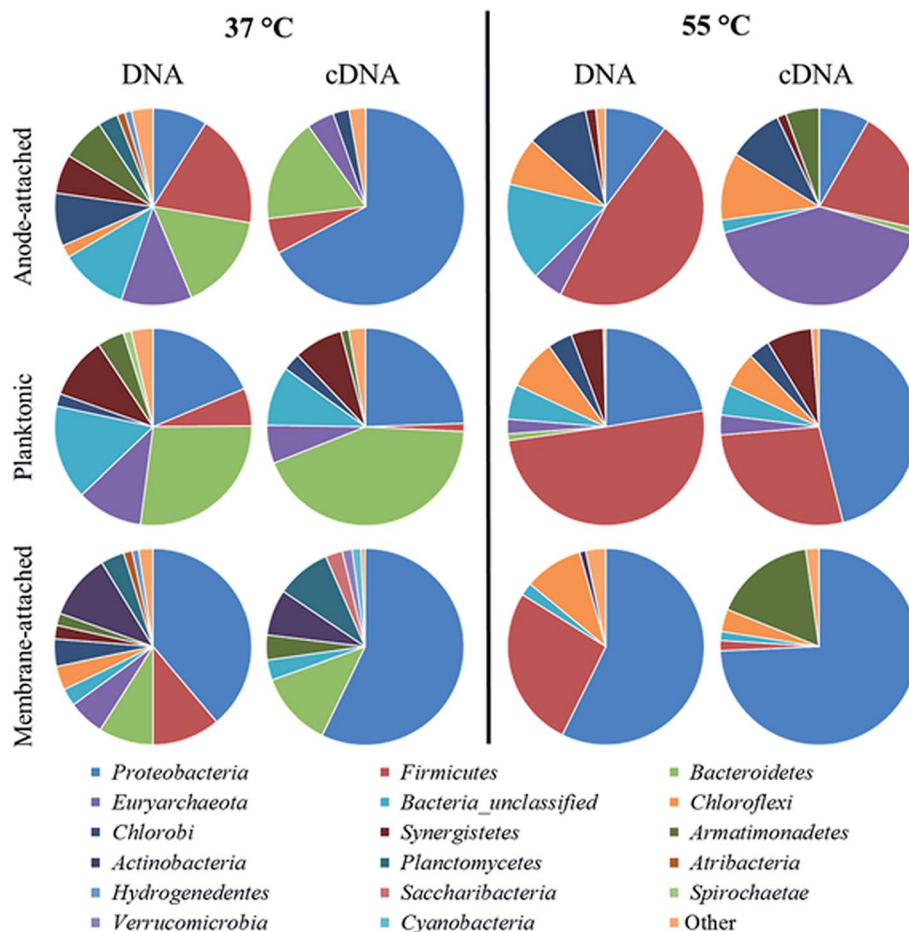 37 °C
55 °C
DNA
cDNA
DNA
cDNA
Anode-attached
Planktonic
Membrane-attached
Proteobacteria
Firmicutes
Bacteroidetes
Euryarchaeota
Bacteria_unclassified
Chloroflexi
Chlorobi
Synergistetes
Armatimonadetes
Actinobacteria
Planctomycetes
Atribacteria
Hydrogenedentes
Saccharibacteria
Spirochaetae
Verrucomicrobia
Cyanobacteria
Other